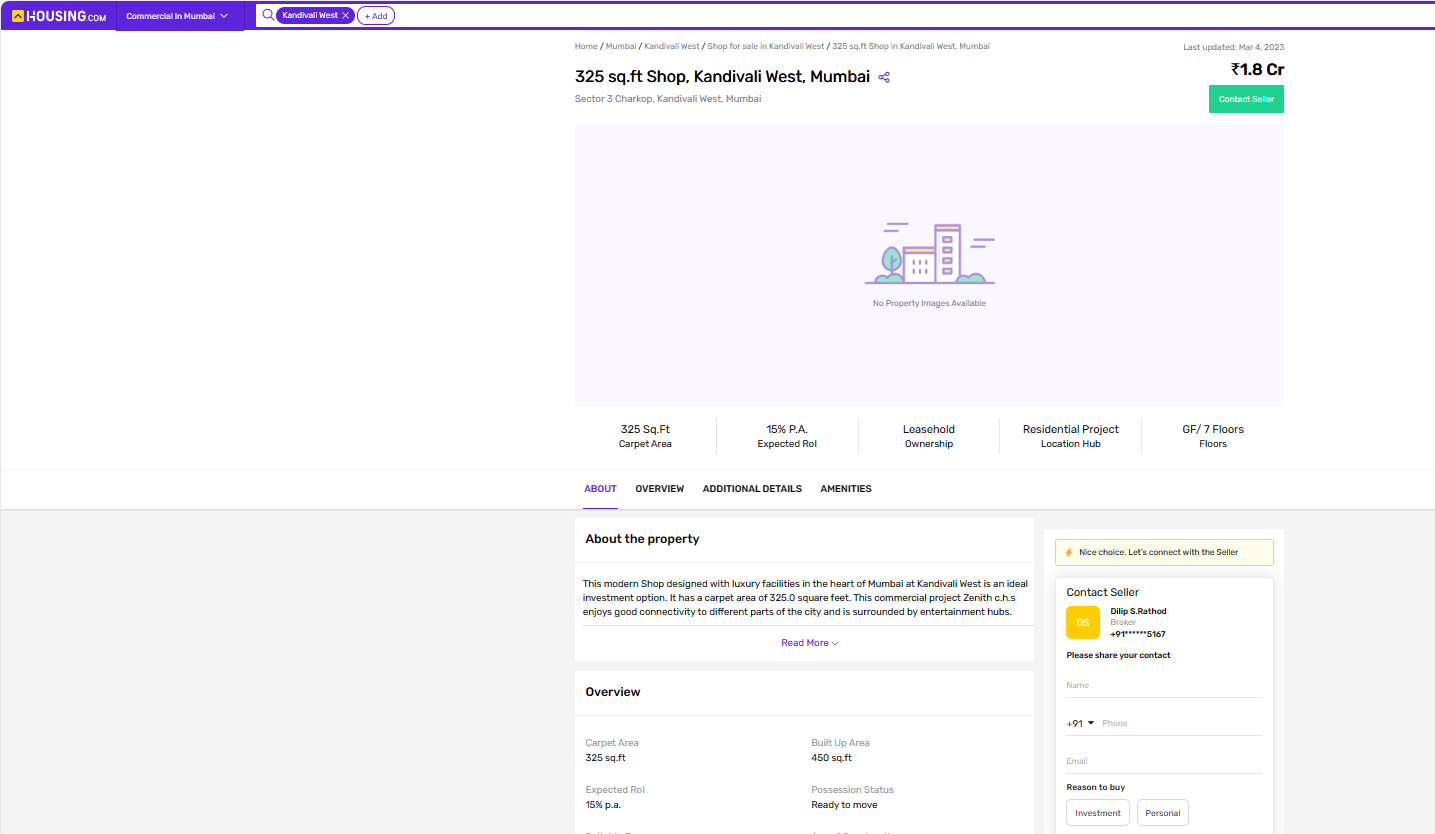 HOUSING.COM
Commercial In Mumbai
Kandivali West
+ Add
Home / Mumbai / Kandivali West / Shop for sale in Kandivali West / 325 sq.ft Shop in Kandivali West, Mumbai
Last updated: Mar 4, 2023
325 sq.ft Shop, Kandivali West, Mumbai
₹1.8 Cr
Sector 3 Charkop, Kandivali West, Mumbai
Contact Seller
No Property Images Available
325 Sq.Ft
Carpet Area
15% P.A.
Expected RoI
Leasehold
Ownership
Residential Project
Location Hub
GF/ 7 Floors
Floors
ABOUT OVERVIEW ADDITIONAL DETAILS AMENITIES
About the property
This modern Shop designed with luxury facilities in the heart of Mumbai at Kandivali West is an ideal
investment option. It has a carpet area of 325.0 square feet. This commercial project Zenith c.h.s
enjoys good connectivity to different parts of the city and is surrounded by entertainment hubs.
Read More
Overview
Carpet Area
325 sq.ft
Built Up Area
450 sq.ft
Expected RoI
15% p.a.
Possession Status
Ready to move
Nice choice. Let's connect with the Seller
Contact Seller
DS
Dilip S.Rathod
Broker
+91******5167
Please share your contact
Name
+91 Phone
Email
Reason to buy
Investment
Personal